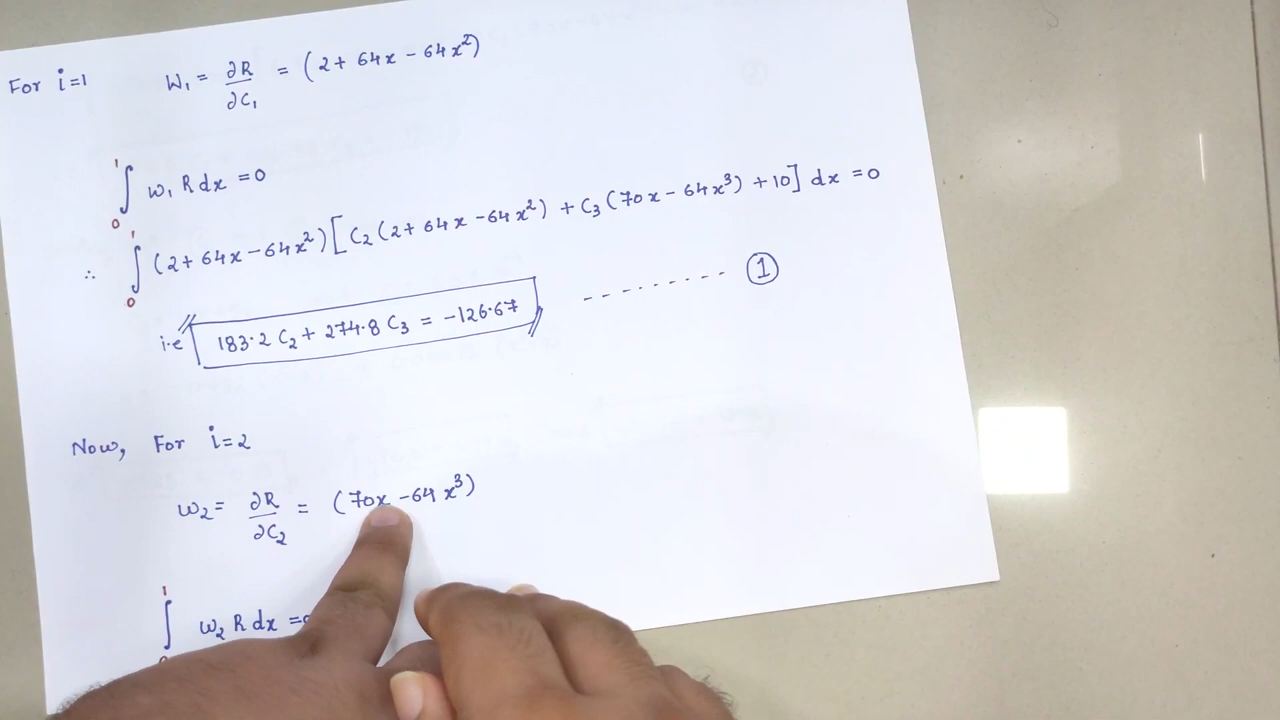 For i=1 W₁ = ∂R/∂C₁ = (2 + 64x - 64x²)
∫₀¹ w₁ R dx = 0
∴ ∫₀¹ (2 + 64x - 64x²) [C₂ (2 + 64x - 64x²) + C₃ (70x - 64x³) + 10] dx = 0
i.e 183.2 C₂ + 274.8 C₃ = -126.67 --------- ①
Now, For i=2
w₂ = ∂R/∂C₂ = (70x - 64x³)
∫¹ w₂ R dx =